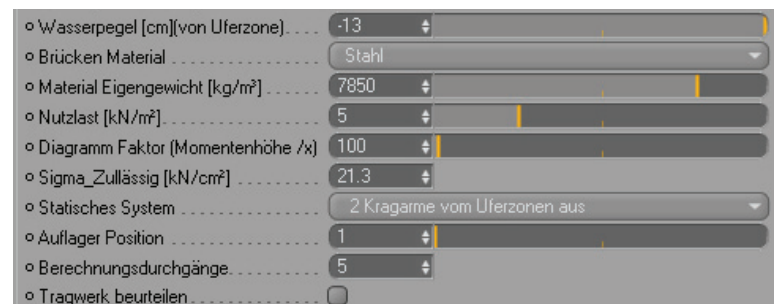 Wasserpegel [cm](von Uferzone).... -13
Brücken Material.................. Stahl
Material Eigengewicht [kg/m³]...... 7850
Nutzlast [kN/m²].................. 5
Diagramm Faktor (Momentenhöhe /x) 100
Sigma_Zullässig [kN/cm²]......... 21.3
Statisches System............... 2 Kragarme vom Uferzonen aus
Auflager Position................ 1
Berechnungsdurchgänge........... 5
Tragwerk beurteilen.............